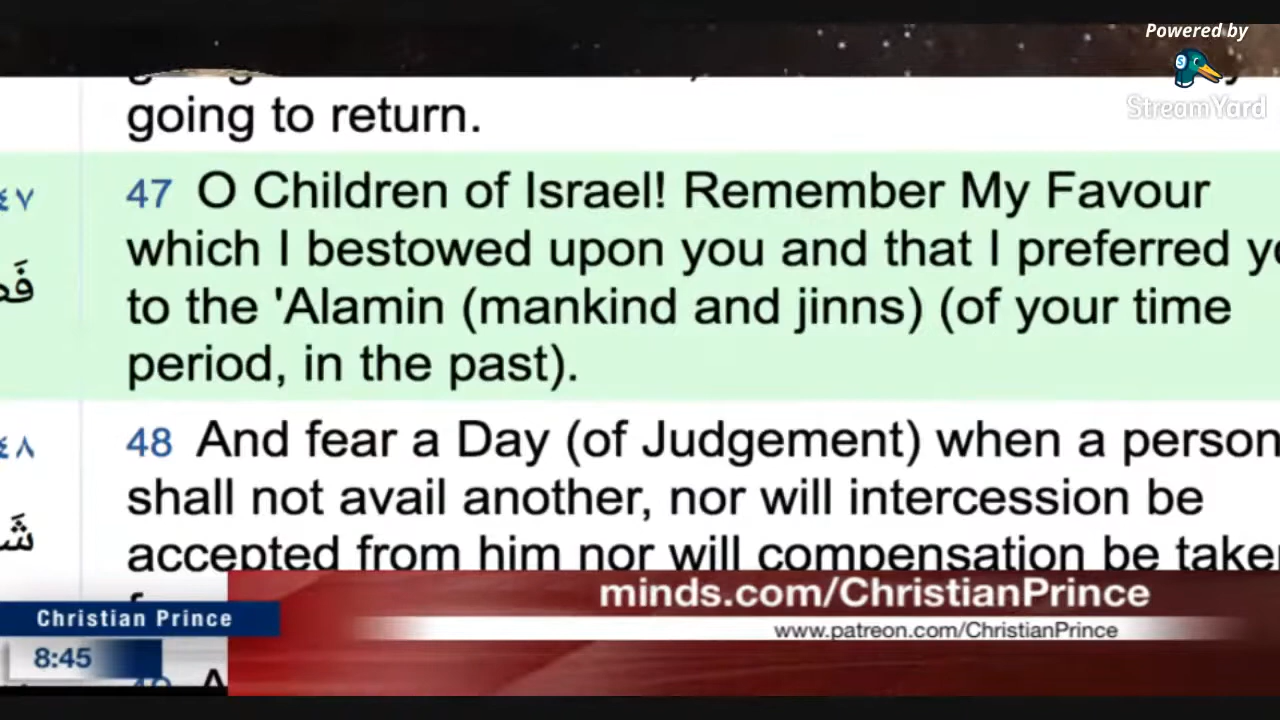 Powered by
StreamYard
going to return.
٤٧
47 O Children of Israel! Remember My Favour
which I bestowed upon you and that I preferred
to the 'Alamin (mankind and jinns) (of your time
period, in the past).
٤٨
48 And fear a Day (of Judgement) when a person
shall not avail another, nor will intercession be
accepted from him nor will compensation be
minds.com/ChristianPrince
www.patreon.com/ChristianPrince
Christian Prince
8:45